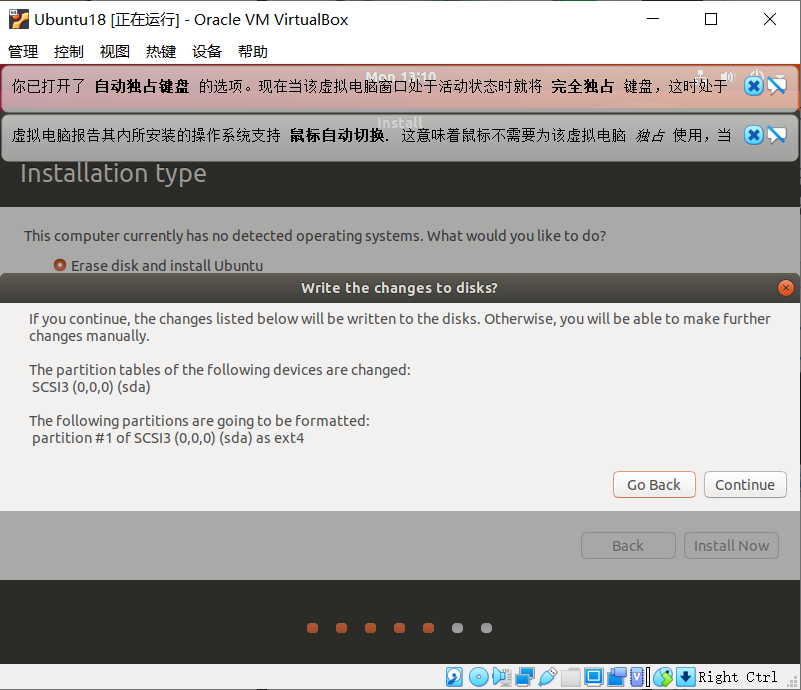 Ubuntu18 [正在运行] - Oracle VM VirtualBox
管理 控制 视图 热键 设备 帮助
Mon 13:10
你已打开了 自动独占键盘 的选项。现在当该虚拟电脑窗口处于活动状态时就将 完全独占 键盘，这时处于
Install
虚拟电脑报告其内所安装的操作系统支持 鼠标自动切换. 这意味着鼠标不需要为该虚拟电脑 独占 使用，当
Installation type
This computer currently has no detected operating systems. What would you like to do?
Erase disk and install Ubuntu
Write the changes to disks?
If you continue, the changes listed below will be written to the disks. Otherwise, you will be able to make further
changes manually.
The partition tables of the following devices are changed:
SCSI3 (0,0,0) (sda)
The following partitions are going to be formatted:
partition #1 of SCSI3 (0,0,0) (sda) as ext4
Go Back Continue
Back Install Now
Right Ctrl